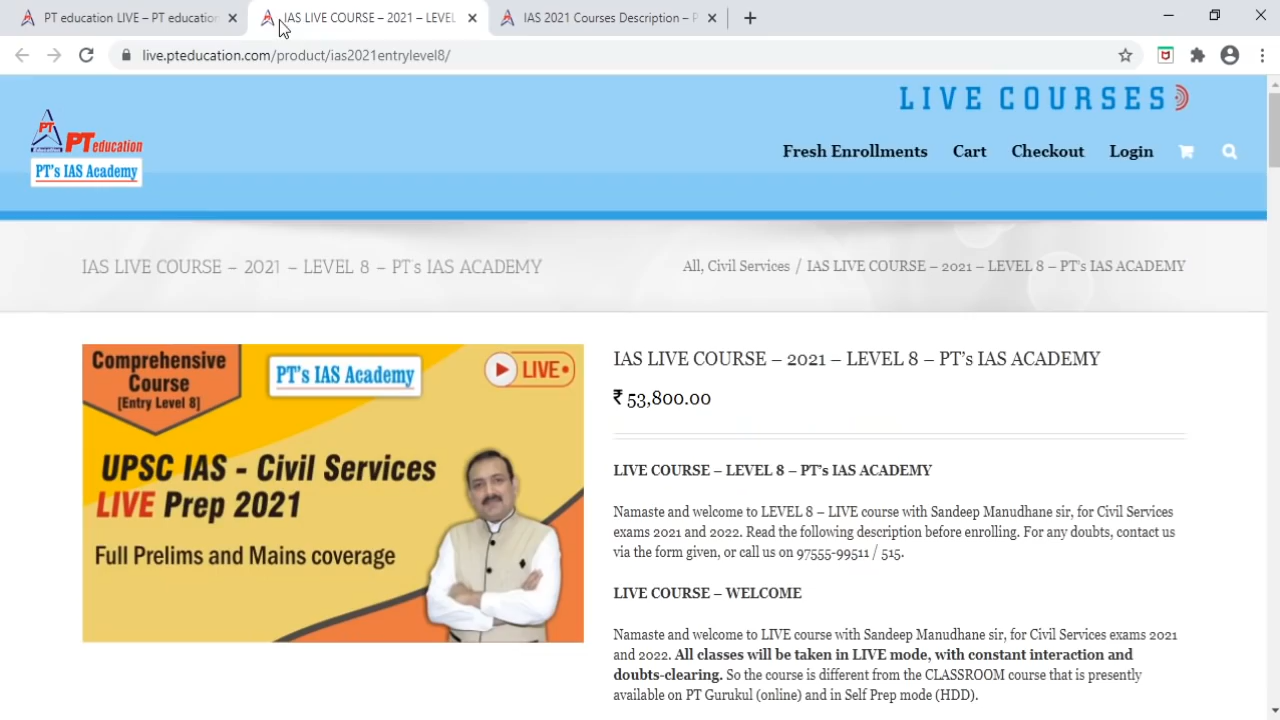 PT education LIVE – PT education
IAS LIVE COURSE – 2021 – LEVEL
IAS 2021 Courses Description – P
live.pteducation.com/product/ias2021entrylevel8/
LIVE COURSES
PT
PT education
PT's IAS Academy
Fresh Enrollments
Cart
Checkout
Login
IAS LIVE COURSE – 2021 – LEVEL 8 – PT's IAS ACADEMY
All, Civil Services / IAS LIVE COURSE – 2021 – LEVEL 8 – PT's IAS ACADEMY
Comprehensive
Course
[Entry Level 8]
PT's IAS Academy
LIVE
UPSC IAS - Civil Services
LIVE Prep 2021
Full Prelims and Mains coverage
IAS LIVE COURSE – 2021 – LEVEL 8 – PT's IAS ACADEMY
₹ 53,800.00
LIVE COURSE – LEVEL 8 – PT's IAS ACADEMY
Namaste and welcome to LEVEL 8 – LIVE course with Sandeep Manudhane sir, for Civil Services
exams 2021 and 2022. Read the following description before enrolling. For any doubts, contact us
via the form given, or call us on 97555-99511 / 515.
LIVE COURSE – WELCOME
Namaste and welcome to LIVE course with Sandeep Manudhane sir, for Civil Services exams 2021
and 2022. All classes will be taken in LIVE mode, with constant interaction and
doubts-clearing. So the course is different from the CLASSROOM course that is presently
available on PT Gurukul (online) and in Self Prep mode (HDD).